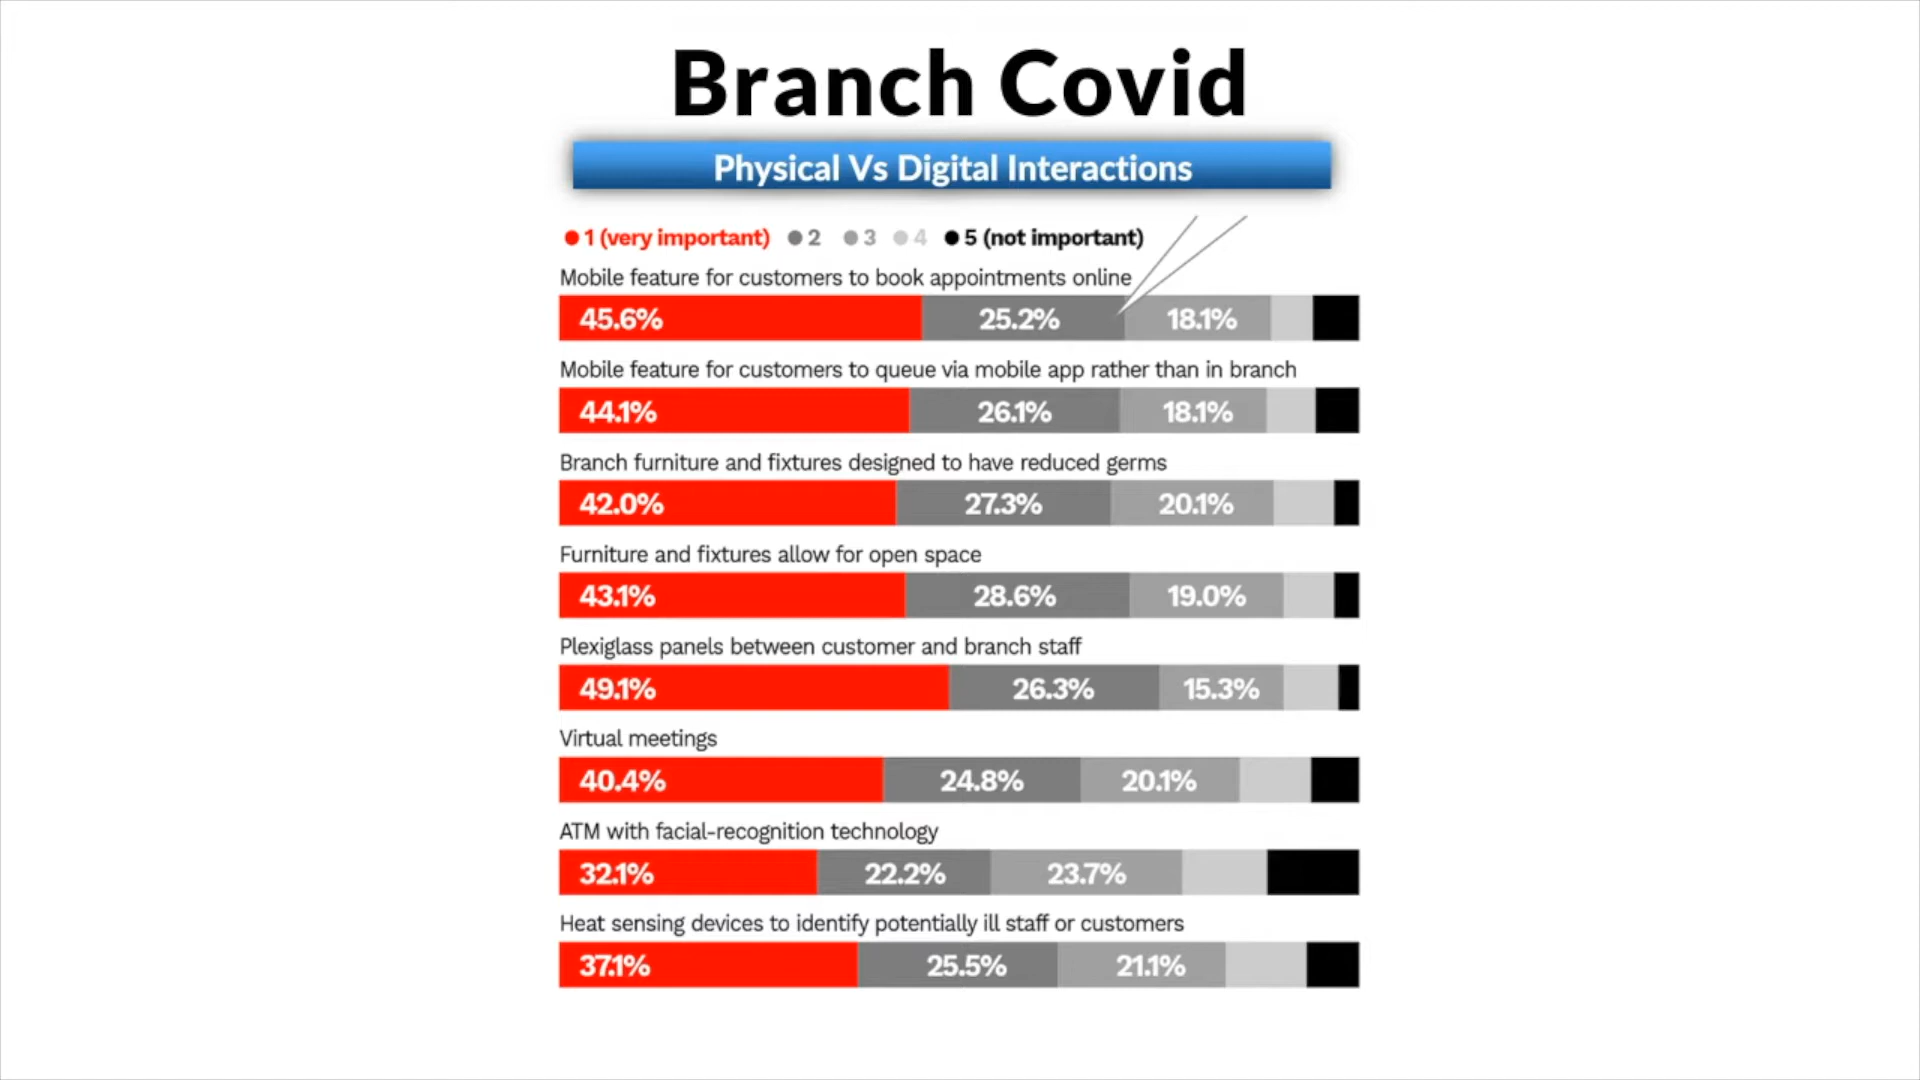 Branch Covid
Physical Vs Digital Interactions
1 (very important) 2 3 4 5 (not important)
Mobile feature for customers to book appointments online
45.6% 25.2% 18.1%
Mobile feature for customers to queue via mobile app rather than in branch
44.1% 26.1% 18.1%
Branch furniture and fixtures designed to have reduced germs
42.0% 27.3% 20.1%
Furniture and fixtures allow for open space
43.1% 28.6% 19.0%
Plexiglass panels between customer and branch staff
49.1% 26.3% 15.3%
Virtual meetings
40.4% 24.8% 20.1%
ATM with facial-recognition technology
32.1% 22.2% 23.7%
Heat sensing devices to identify potentially ill staff or customers
37.1% 25.5% 21.1%